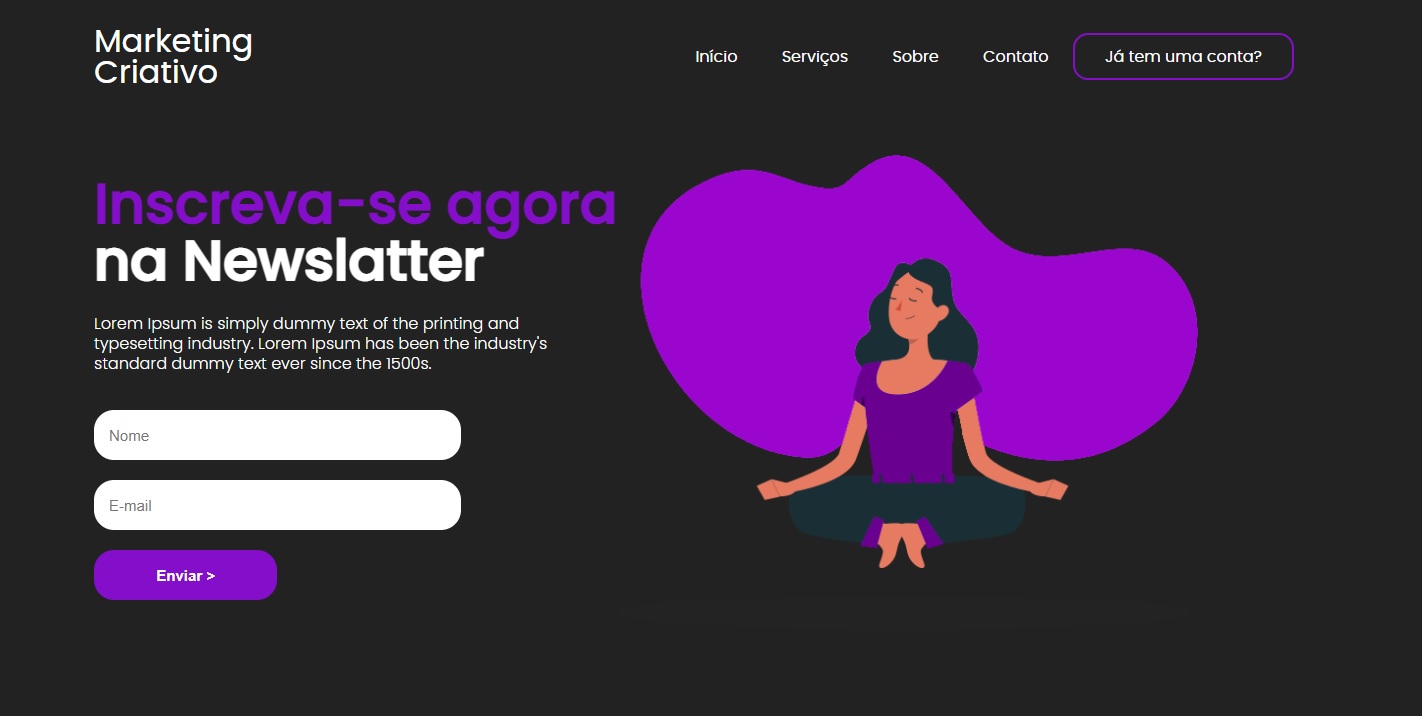 Marketing
Criativo
Início
Serviços
Sobre
Contato
Já tem uma conta?
Inscreva-se agora
na Newslatter
Lorem Ipsum is simply dummy text of the printing and
typesetting industry. Lorem Ipsum has been the industry's
standard dummy text ever since the 1500s.
Nome
E-mail
Enviar >